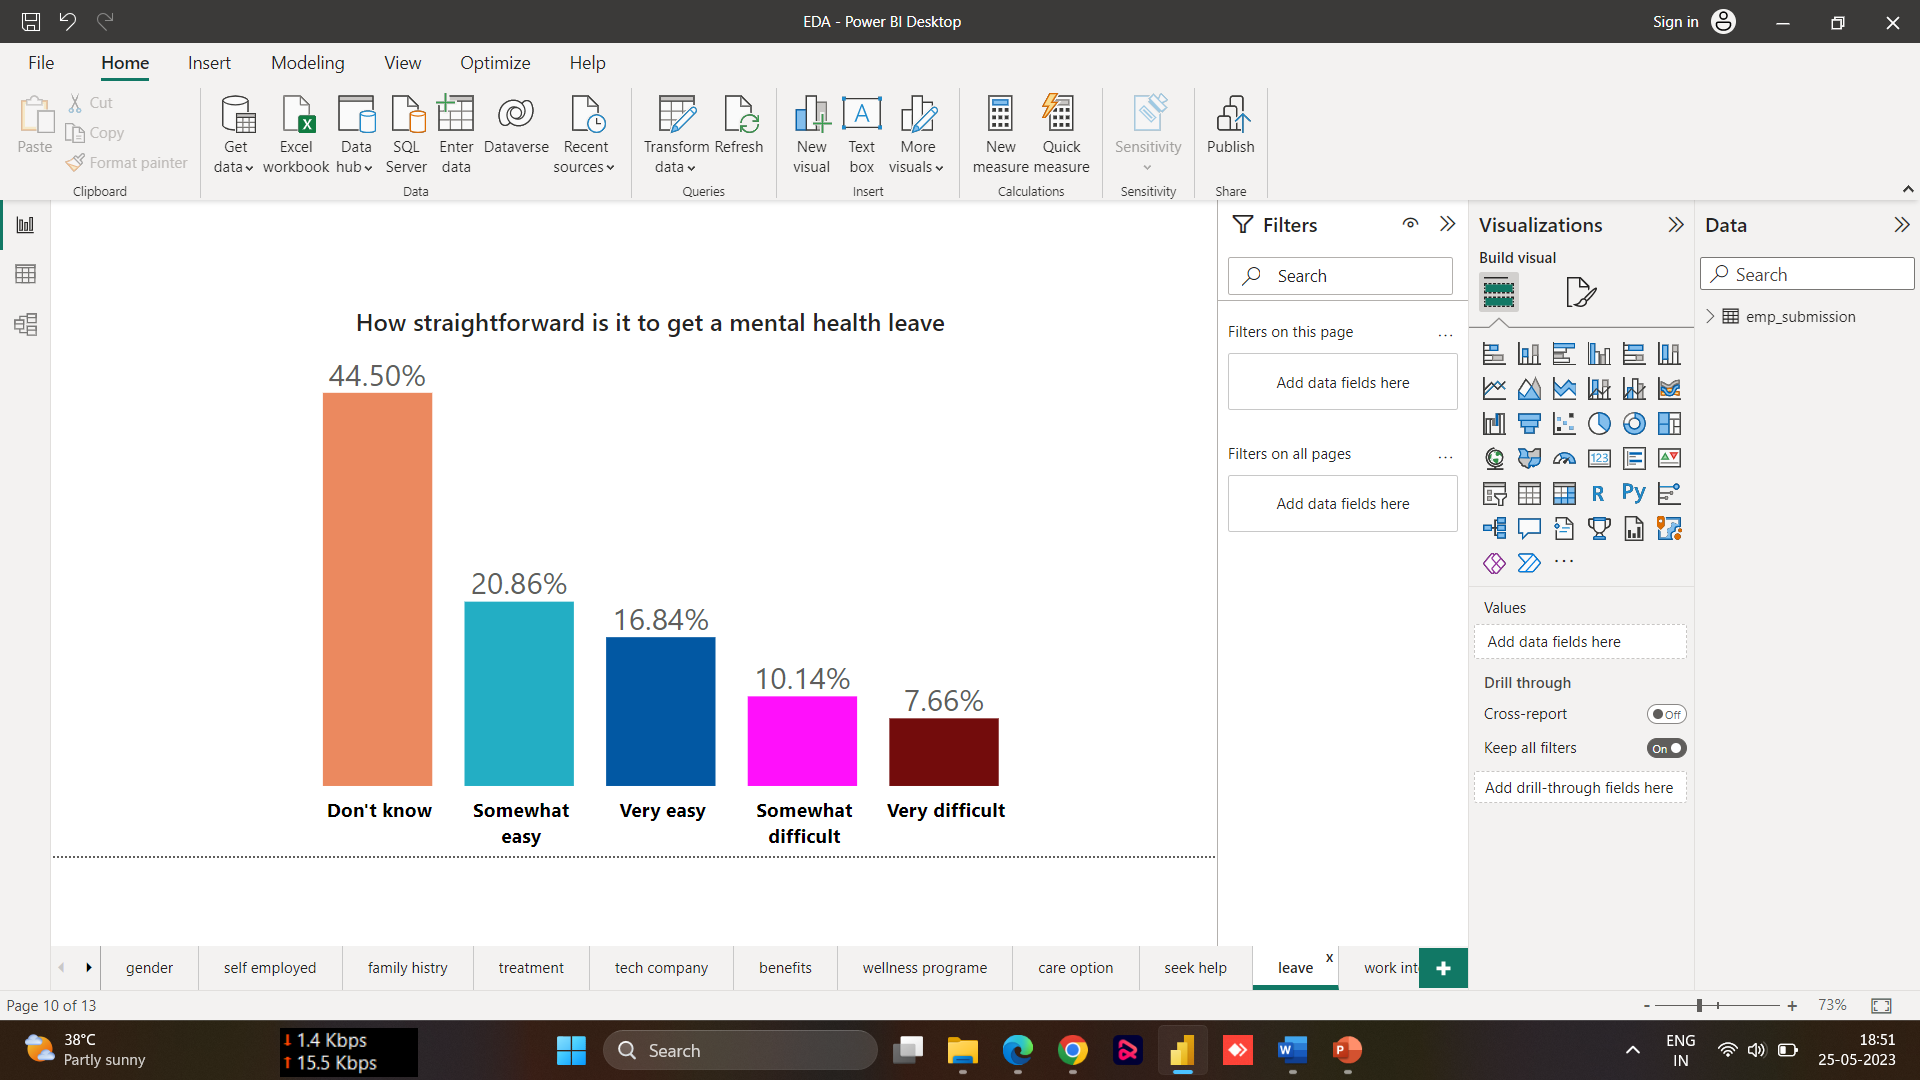 EDA - Power BI Desktop
Sign in
File Home Insert Modeling View Optimize Help
Paste
Cut
Copy
Format painter
Clipboard
Get data
Excel workbook
Data hub
SQL Server
Enter data
Dataverse
Recent sources
Data
Transform data
Refresh
Queries
New visual
Text box
More visuals
Insert
New measure
Quick measure
Calculations
Sensitivity
Sensitivity
Publish
Share
How straightforward is it to get a mental health leave
44.50%
20.86%
16.84%
10.14%
7.66%
Don't know
Somewhat easy
Very easy
Somewhat difficult
Very difficult
Filters
Search
Filters on this page
...
Add data fields here
Filters on all pages
...
Add data fields here
Visualizations
Build visual
123
R
Py
...
Values
Add data fields here
Drill through
Cross-report
Off
Keep all filters
On
Add drill-through fields here
Data
Search
emp_submission
gender
self employed
family histry
treatment
tech company
benefits
wellness programe
care option
seek help
leave
x
work int
+
Page 10 of 13
- + 73%
38°C
Partly sunny
1.4 Kbps
15.5 Kbps
Search
ENG
IN
18:51
25-05-2023